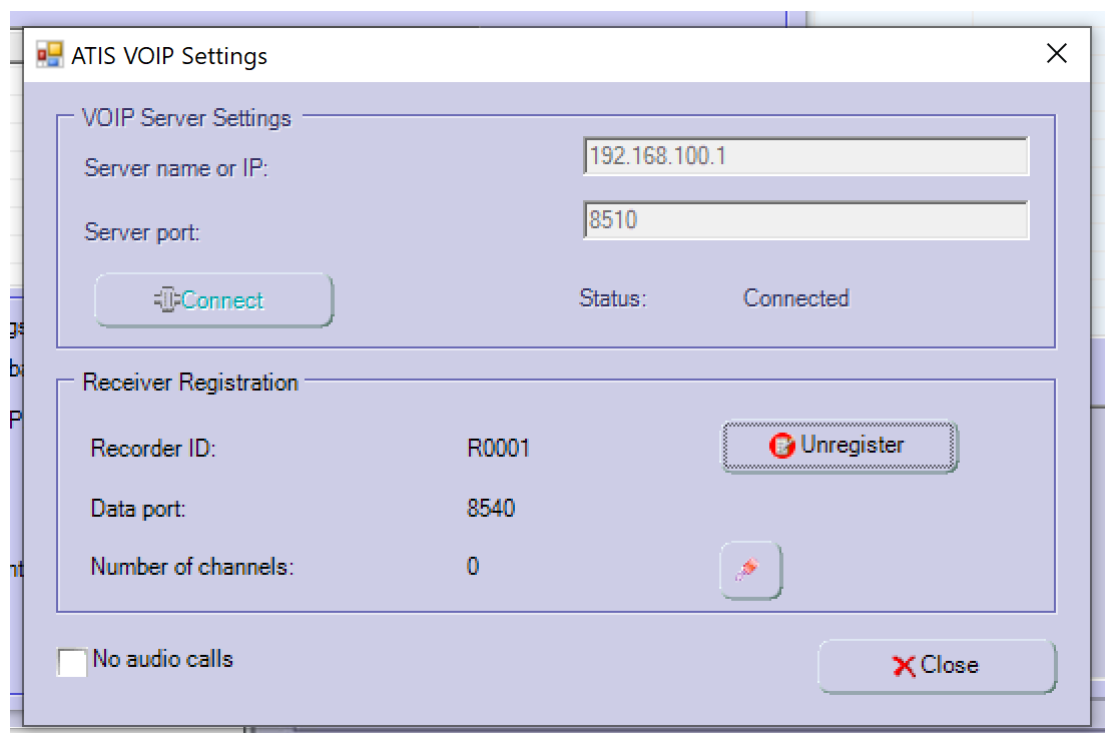 ATIS VOIP Settings
VOIP Server Settings
Server name or IP: 192.168.100.1
Server port: 8510
Connect Status: Connected
Receiver Registration
Recorder ID: R0001 Unregister
Data port: 8540
Number of channels: 0
No audio calls Close